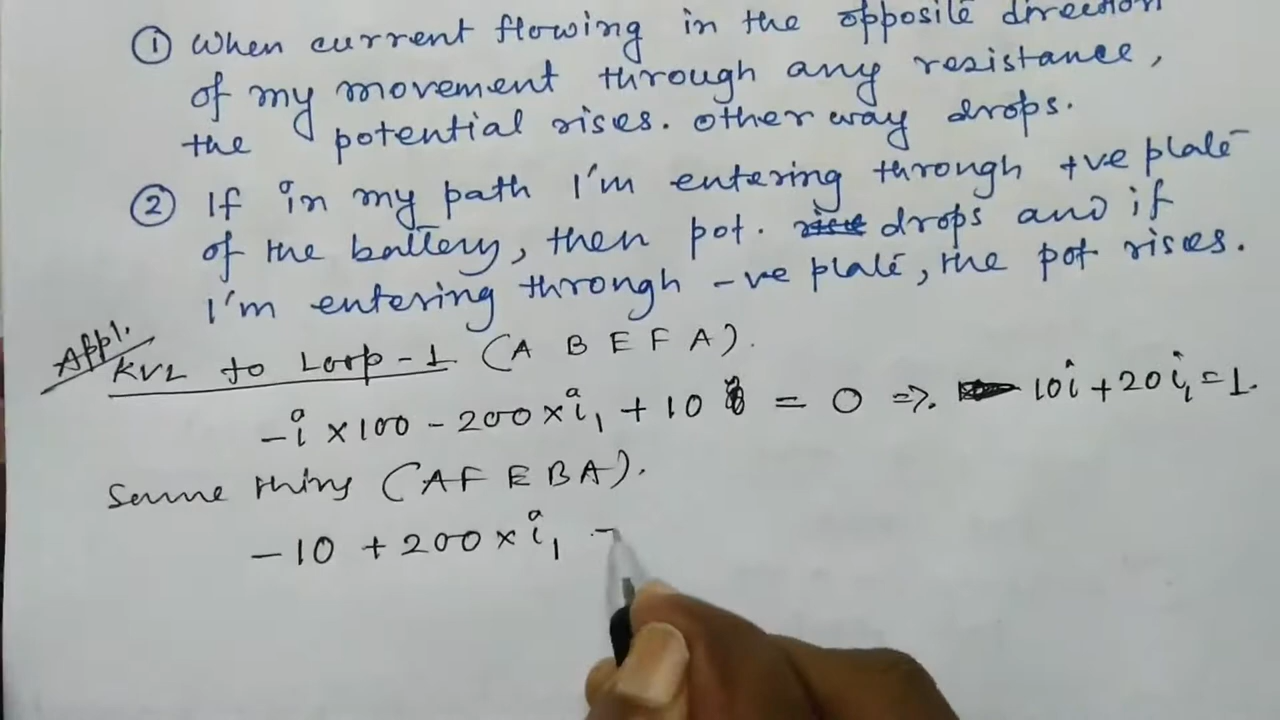 ① When current flowing in the opposite direction
of my movement through any resistance,
the potential rises. other way drops.
② If in my path I'm entering through +ve plate
of the battery, then pot. drops and if
I'm entering through -ve plate, the pot rises.
Appl.
KVL to Loop-1 (A B E F A).
-i × 100 - 200 × i₁ + 10 = 0 ⇒ 10i + 20i₁ = 1.
Same thing (AF E B A).
-10 + 200 × i₁ -